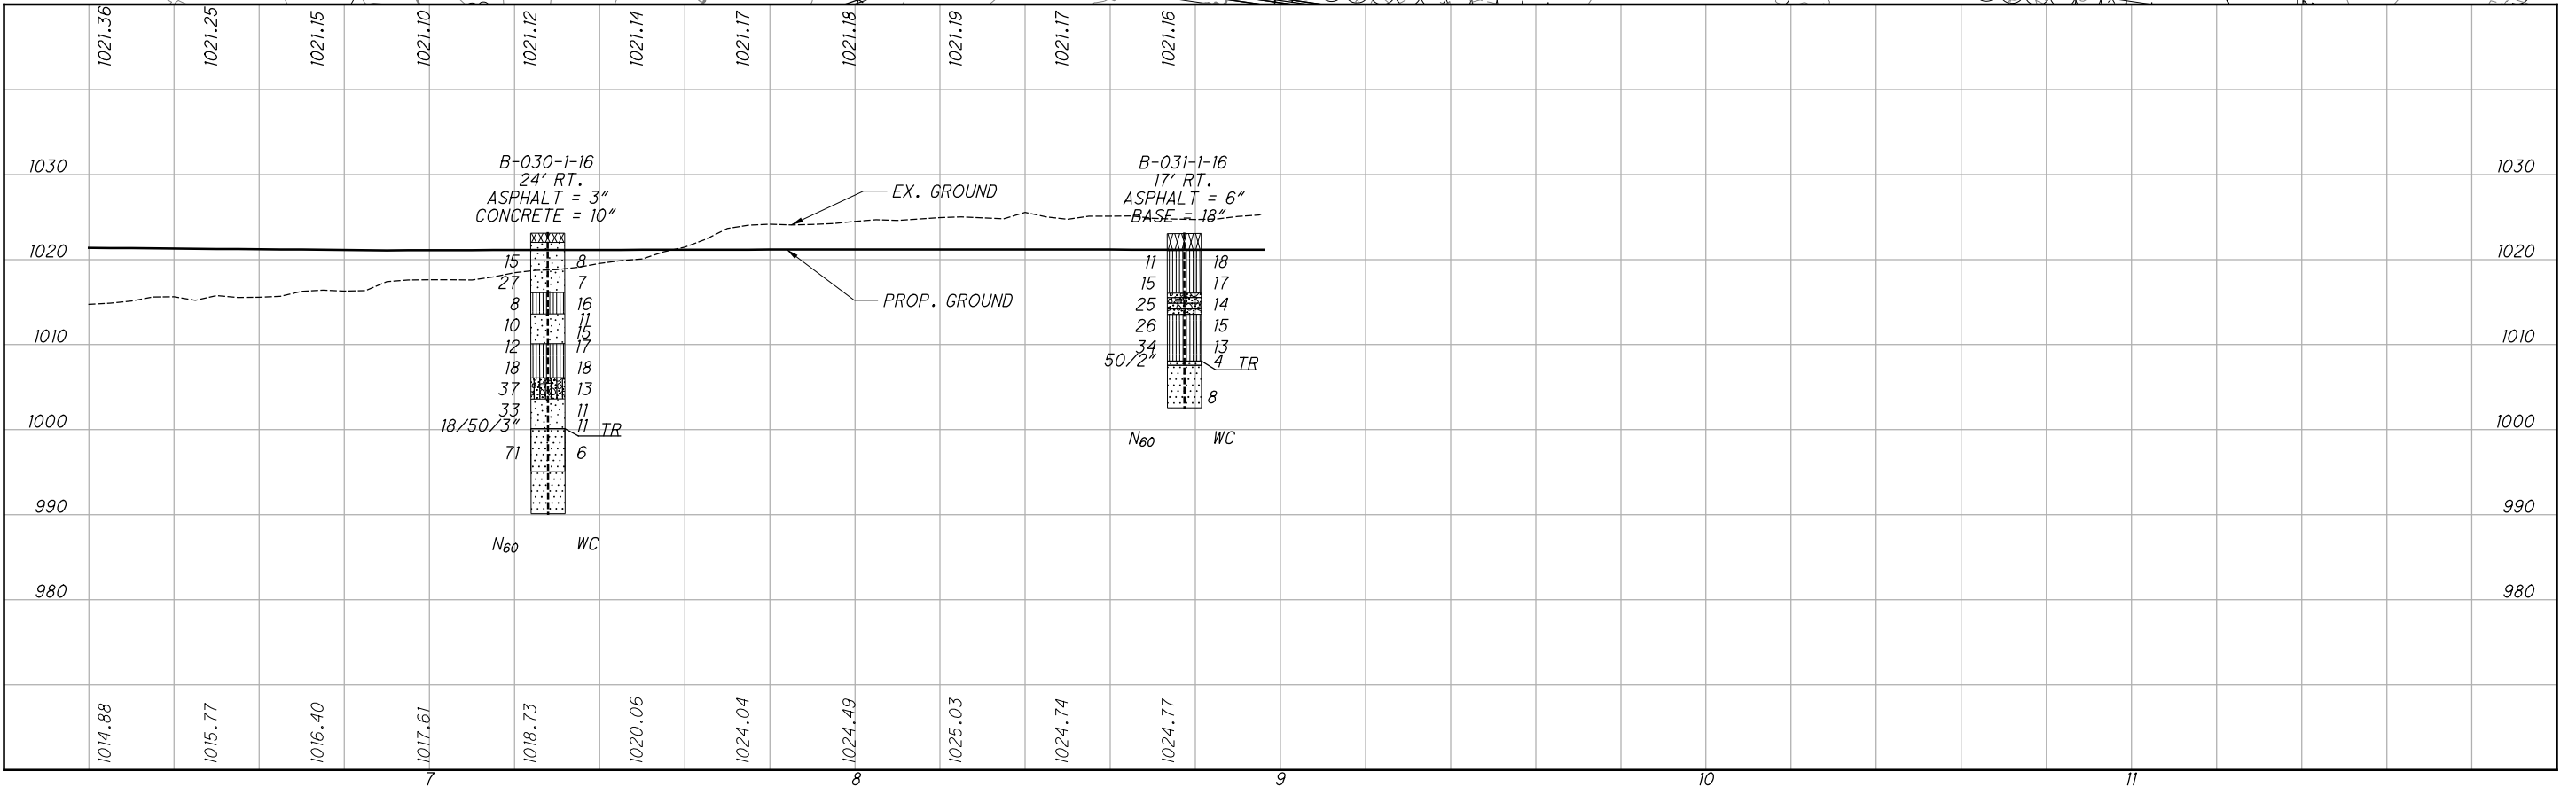 1021.36 1021.25 1021.15 1021.10 1021.12 1021.14 1021.17 1021.18 1021.19 1021.17 1021.16
1030 1030
1020 1020
1010 1010
1000 1000
990 990
980 980
B-030-1-16
24' RT.
ASPHALT = 3"
CONCRETE = 10"
15 8
27 7
8 16
10 11
15
12 17
18 18
37 13
33 11
18/50/3" 11 TR
71 6
N60 WC
EX. GROUND
PROP. GROUND
B-031-1-16
17' RT.
ASPHALT = 6"
BASE = 18"
11 18
15 17
25 14
26 15
34 13
50/2" 4 TR
8
N60 WC
1014.88 1015.77 1016.40 1017.61 1018.73 1020.06 1024.04 1024.49 1025.03 1024.74 1024.77
7 8 9 10 11